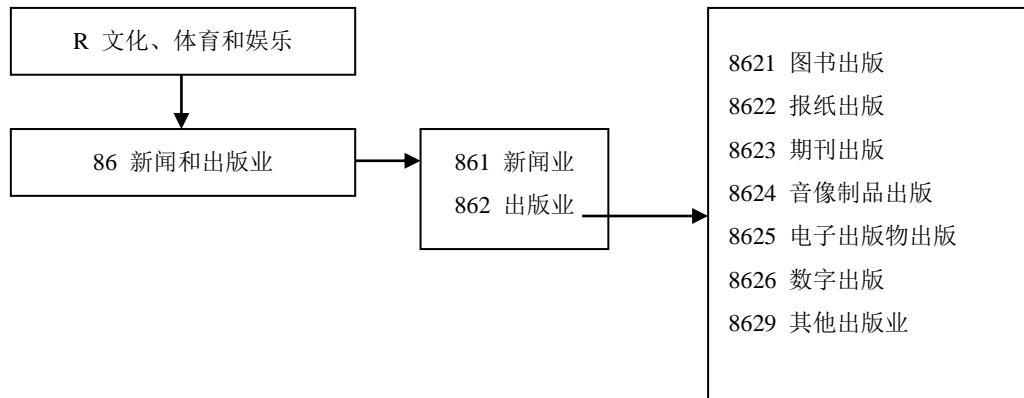 R 文化、体育和娱乐
86 新闻和出版业
861 新闻业
862 出版业
8621 图书出版
8622 报纸出版
8623 期刊出版
8624 音像制品出版
8625 电子出版物出版
8626 数字出版
8629 其他出版业